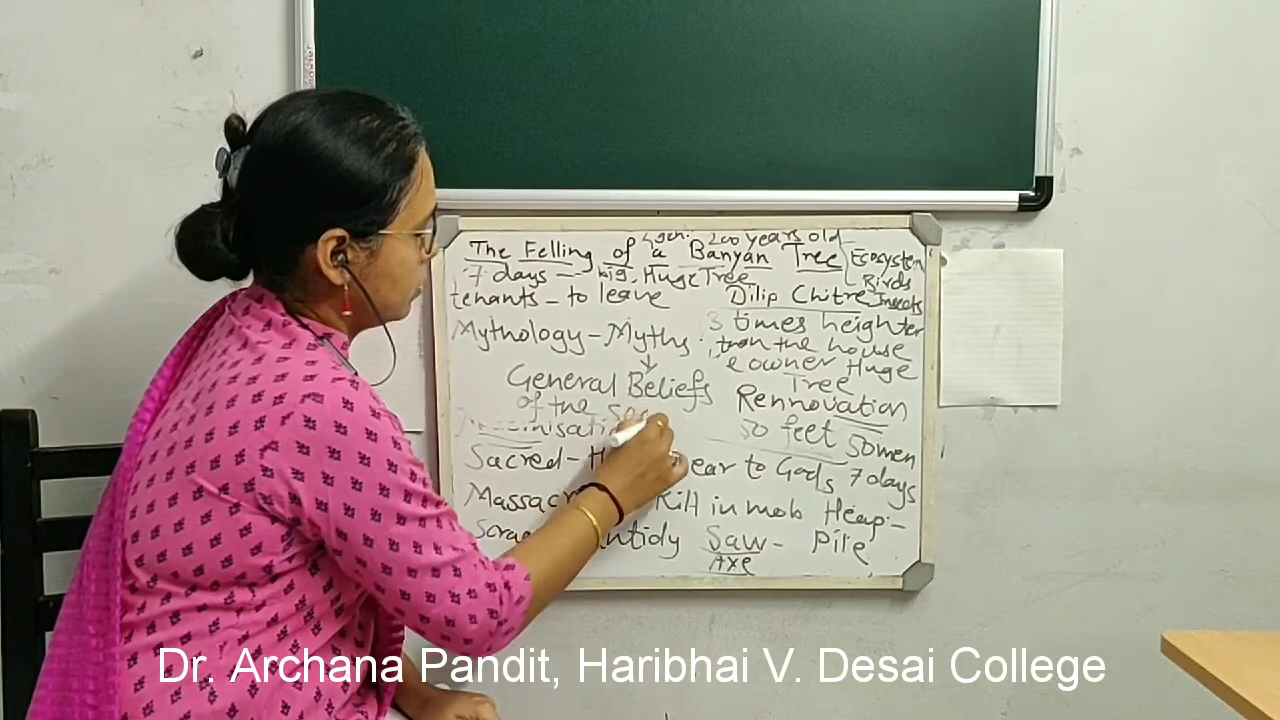 4 gen. 200 years old
The Felling of a Banyan Tree
Ecosystem
Birds
Insects
7 days - big, Huge Tree
tenants - to leave
Dilip Chitre
Mythology - Myths
3 times heighter
than the house
owner Huge
Tree
General Beliefs
of the
Rennovation
50 feet 50 men
Sacred - ear to Gods 7 days
Kill in mob Heap -
untidy Saw - Pile
Axe
Dr. Archana Pandit, Haribhai V. Desai College